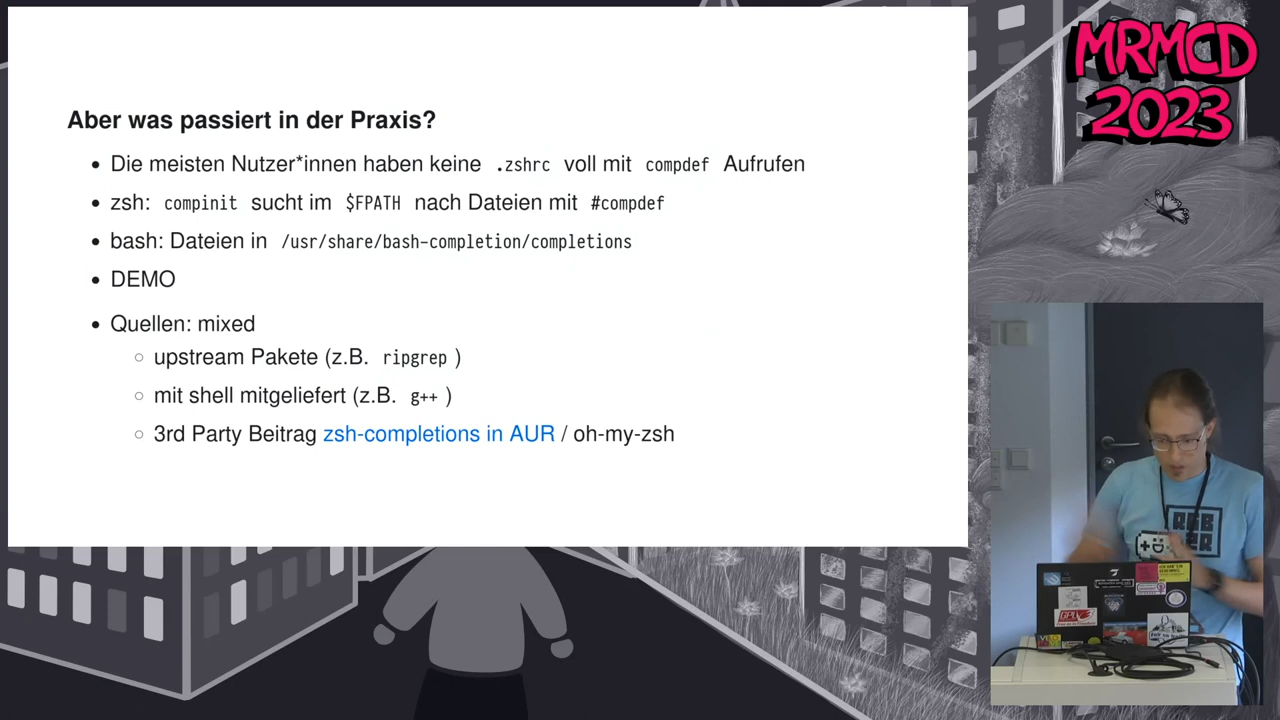 Aber was passiert in der Praxis?
Die meisten Nutzer*innen haben keine .zshrc voll mit compdef Aufrufen
zsh: compinit sucht im $FPATH nach Dateien mit #compdef
bash: Dateien in /usr/share/bash-completion/completions
DEMO
Quellen: mixed
upstream Pakete (z.B. ripgrep )
mit shell mitgeliefert (z.B. g++ )
3rd Party Beitrag zsh-completions in AUR / oh-my-zsh
MRMCD
2023